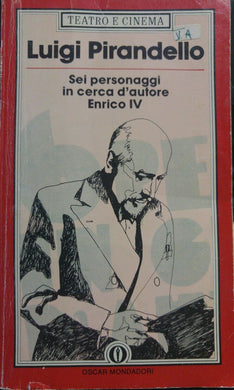 TEATRO E CINEMA
Luigi Pirandello
Sei personaggi
in cerca d'autore
Enrico IV
OSCAR MONDADORI